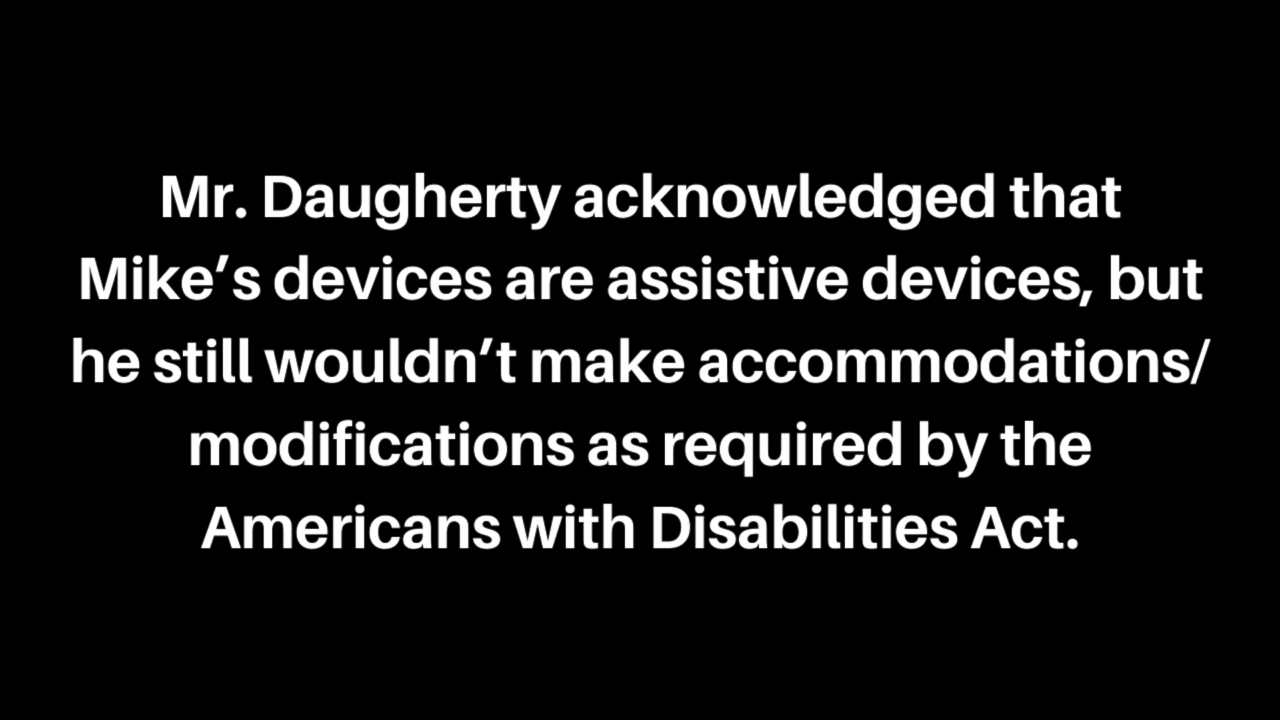 Mr. Daugherty acknowledged that
Mike’s devices are assistive devices, but
he still wouldn’t make accommodations/
modifications as required by the
Americans with Disabilities Act.